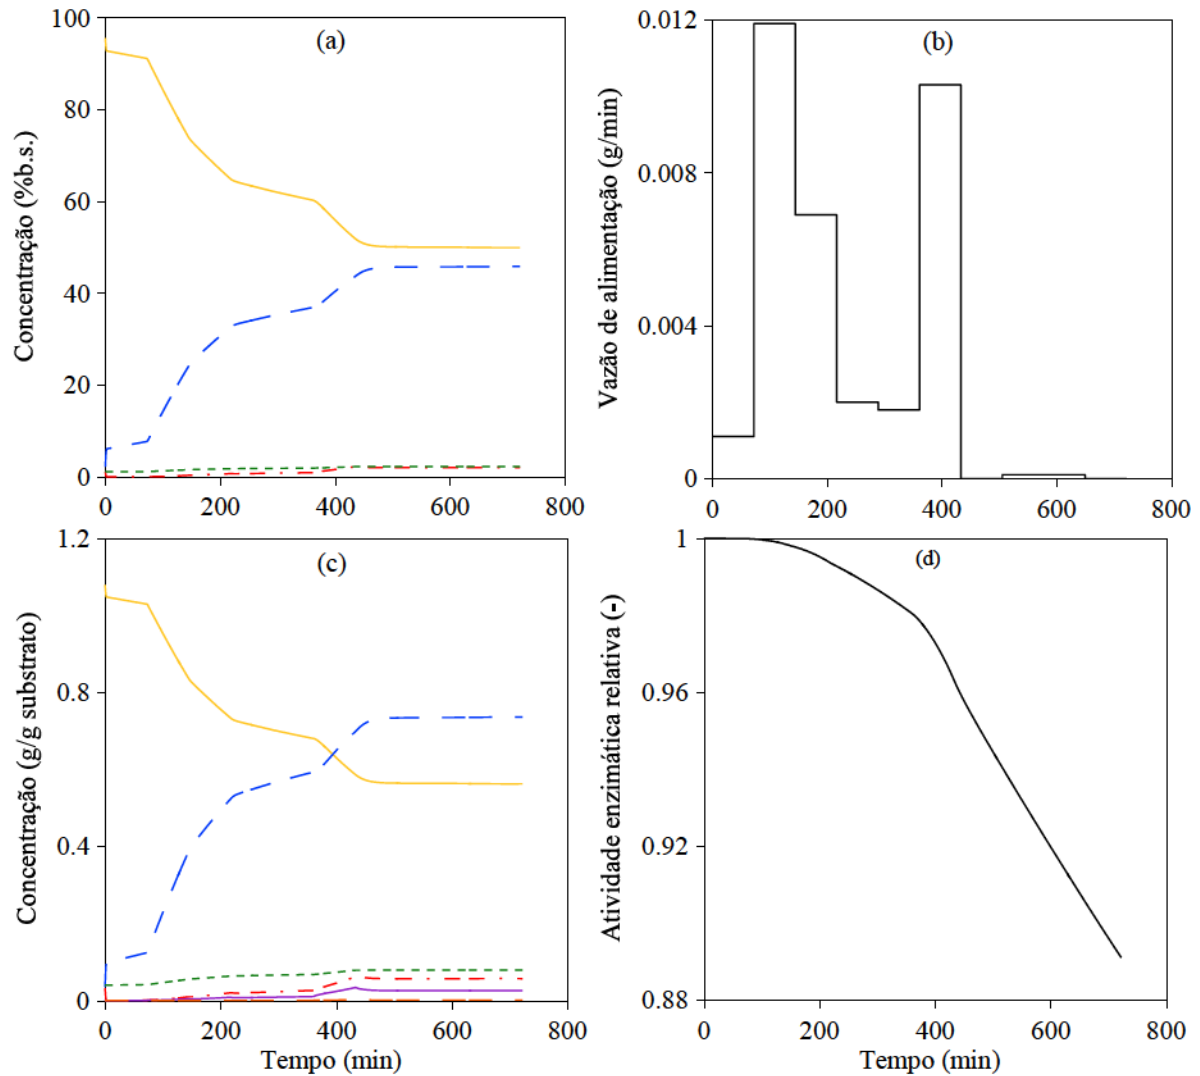 (a)
Concentração (%b.s.)
100
80
60
40
20
0
0 200 400 600 800
(b)
Vazão de alimentação (g/min)
0.012
0.008
0.004
0
0 200 400 600 800
(c)
Concentração (g/g substrato)
1.2
0.8
0.4
0
0 200 400 600 800
Tempo (min)
(d)
Atividade enzimática relativa (-)
1
0.96
0.92
0.88
0 200 400 600 800
Tempo (min)